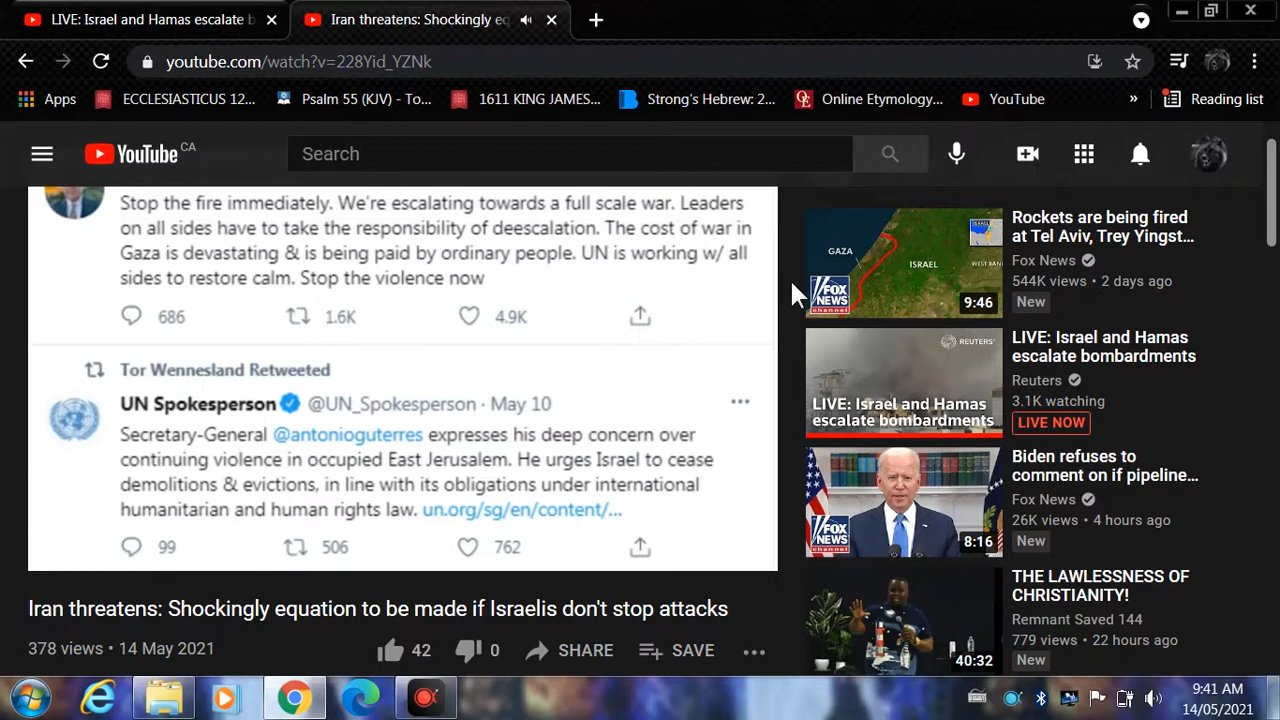 LIVE: Israel and Hamas escalate b
Iran threatens: Shockingly eq
youtube.com/watch?v=228Yid_YZNk
Apps
ECCLESIASTICUS 12...
Psalm 55 (KJV) - To...
1611 KING JAMES...
Strong's Hebrew: 2...
Online Etymology...
YouTube
»
Reading list
YouTube CA
Search
Stop the fire immediately. We're escalating towards a full scale war. Leaders
on all sides have to take the responsibility of deescalation. The cost of war in
Gaza is devastating & is being paid by ordinary people. UN is working w/ all
sides to restore calm. Stop the violence now
686
1.6K
4.9K
Tor Wennesland Retweeted
UN Spokesperson @UN_Spokesperson · May 10
Secretary-General @antonioguterres expresses his deep concern over
continuing violence in occupied East Jerusalem. He urges Israel to cease
demolitions & evictions, in line with its obligations under international
humanitarian and human rights law. un.org/sg/en/content/...
99
506
762
Iran threatens: Shockingly equation to be made if Israelis don't stop attacks
378 views • 14 May 2021
42
0
SHARE
SAVE
GAZA
ISRAEL
ISRAEL
WEST BANK
FOX
NEWS
channel
9:46
Rockets are being fired
at Tel Aviv, Trey Yingst...
Fox News
544K views • 2 days ago
New
REUTERS
LIVE: Israel and Hamas
escalate bombardments
LIVE: Israel and Hamas
escalate bombardments
Reuters
3.1K watching
LIVE NOW
FOX
NEWS
channel
8:16
Biden refuses to
comment on if pipeline...
Fox News
26K views • 4 hours ago
New
40:32
THE LAWLESSNESS OF
CHRISTIANITY!
Remnant Saved 144
779 views • 22 hours ago
New
9:41 AM
14/05/2021